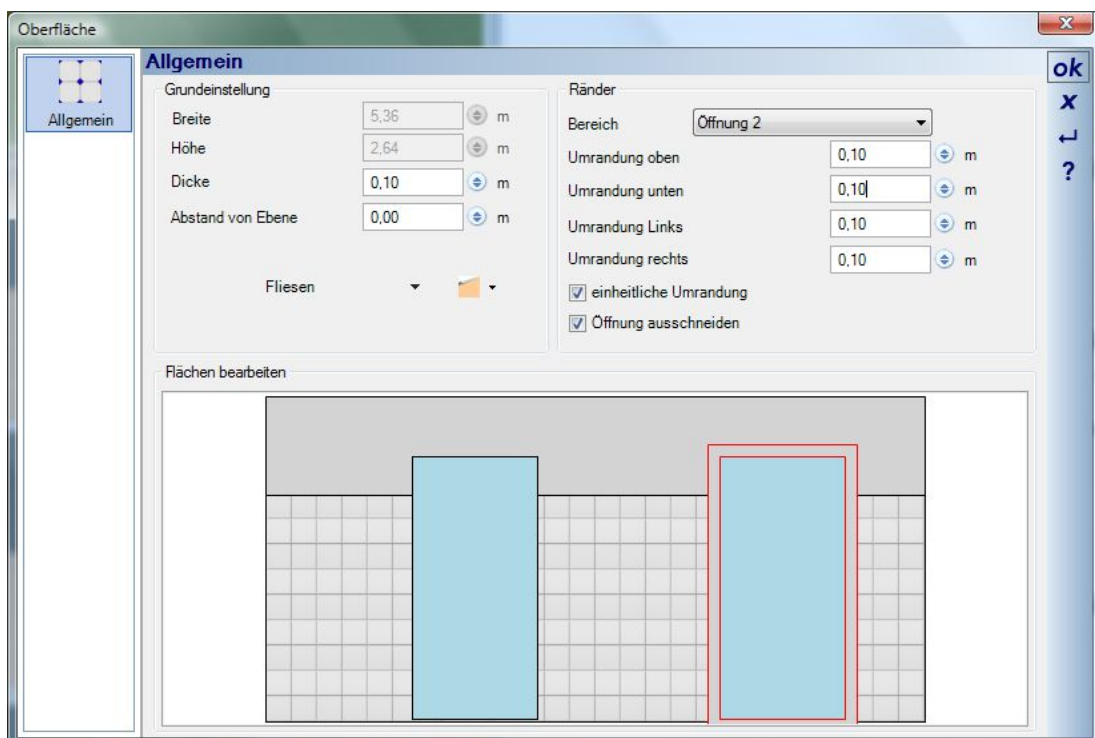 Oberfläche
x
Allgemein
Allgemein
ok
x
?
Grundeinstellung
Breite 5,36 m
Höhe 2,64 m
Dicke 0,10 m
Abstand von Ebene 0,00 m
Fliesen
Ränder
Bereich Öffnung 2
Umrandung oben 0,10 m
Umrandung unten 0,10 m
Umrandung Links 0,10 m
Umrandung rechts 0,10 m
einheitliche Umrandung
Öffnung ausschneiden
Flächen bearbeiten